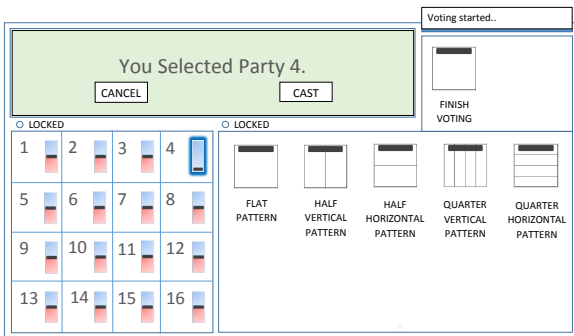 Voting started..
You Selected Party 4.
CANCEL
CAST
FINISH
VOTING
LOCKED
LOCKED
1 2 3 4
5 6 7 8
9 10 11 12
13 14 15 16
FLAT
PATTERN
HALF
VERTICAL
PATTERN
HALF
HORIZONTAL
PATTERN
QUARTER
VERTICAL
PATTERN
QUARTER
HORIZONTAL
PATTERN